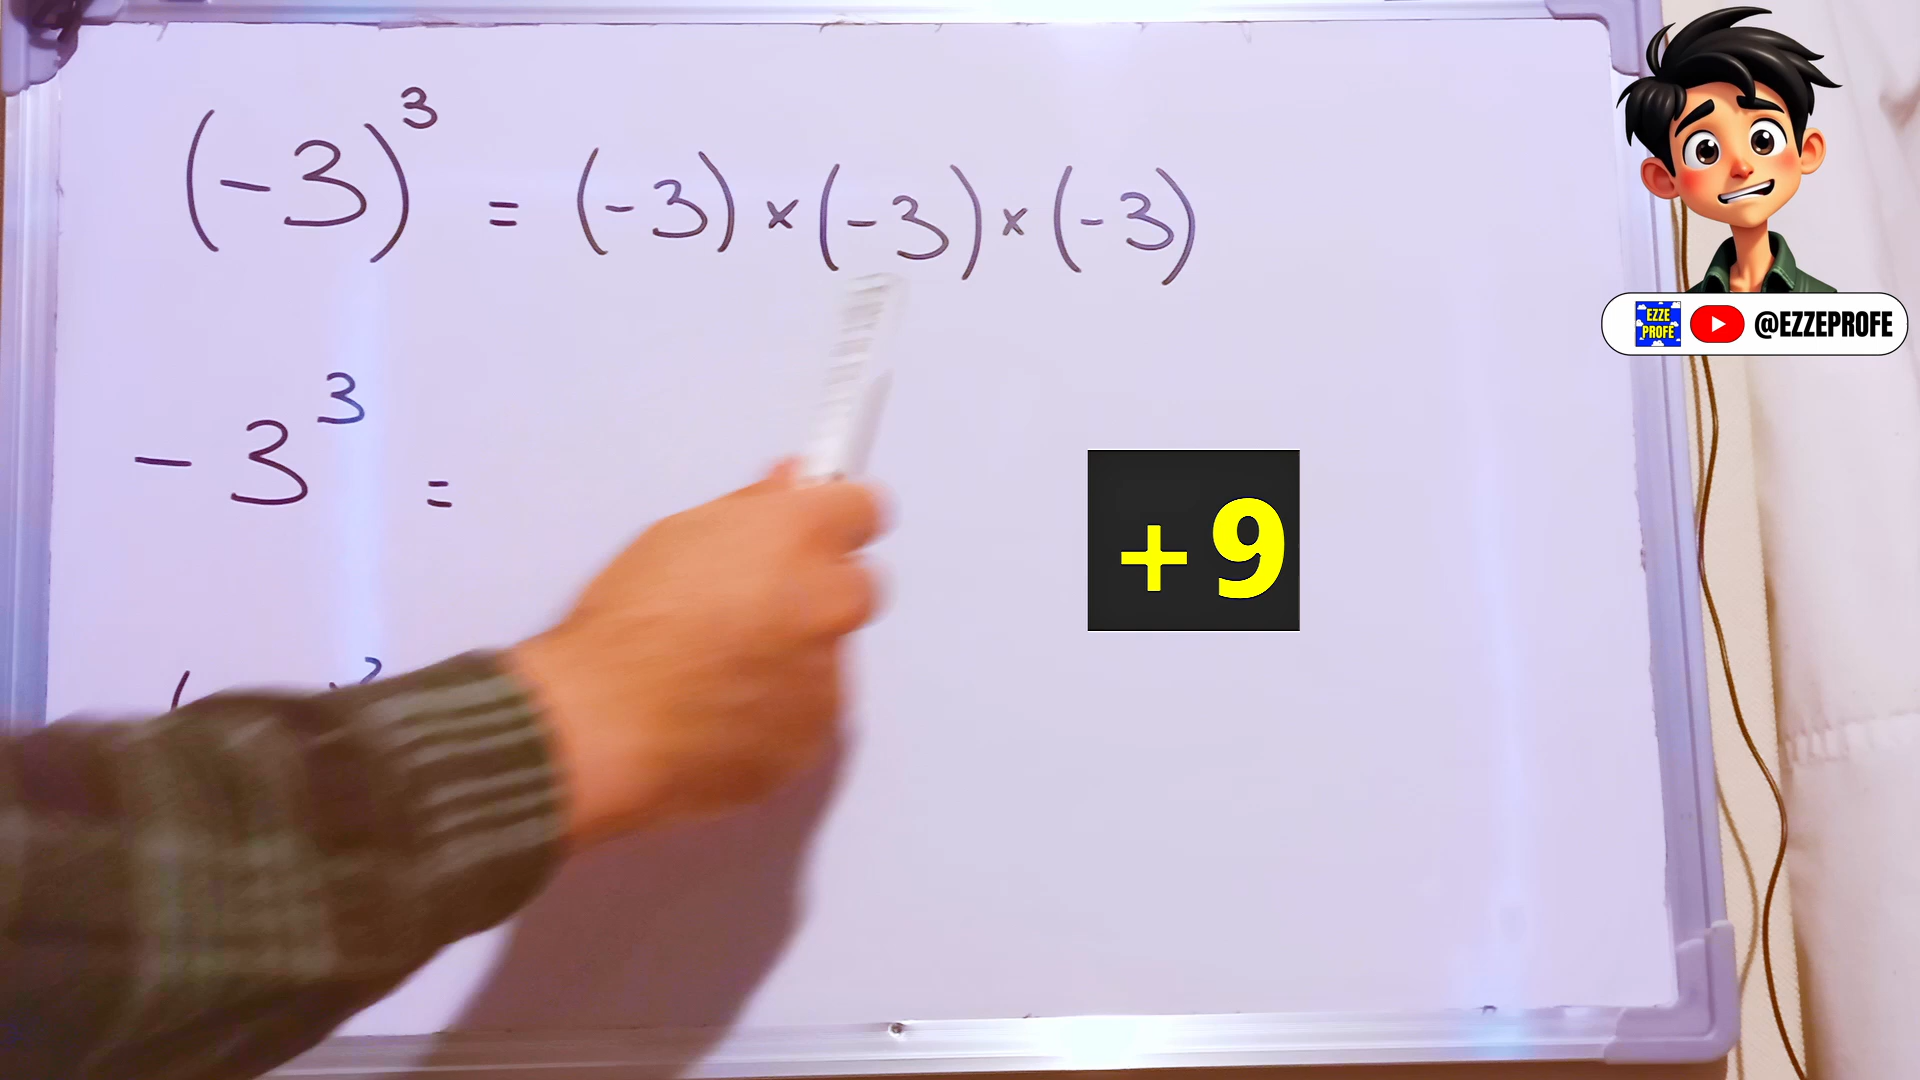 (-3)³ = (-3)×(-3)×(-3)
EZZE
PROFE
@EZZEPROFE
-3³ =
+9